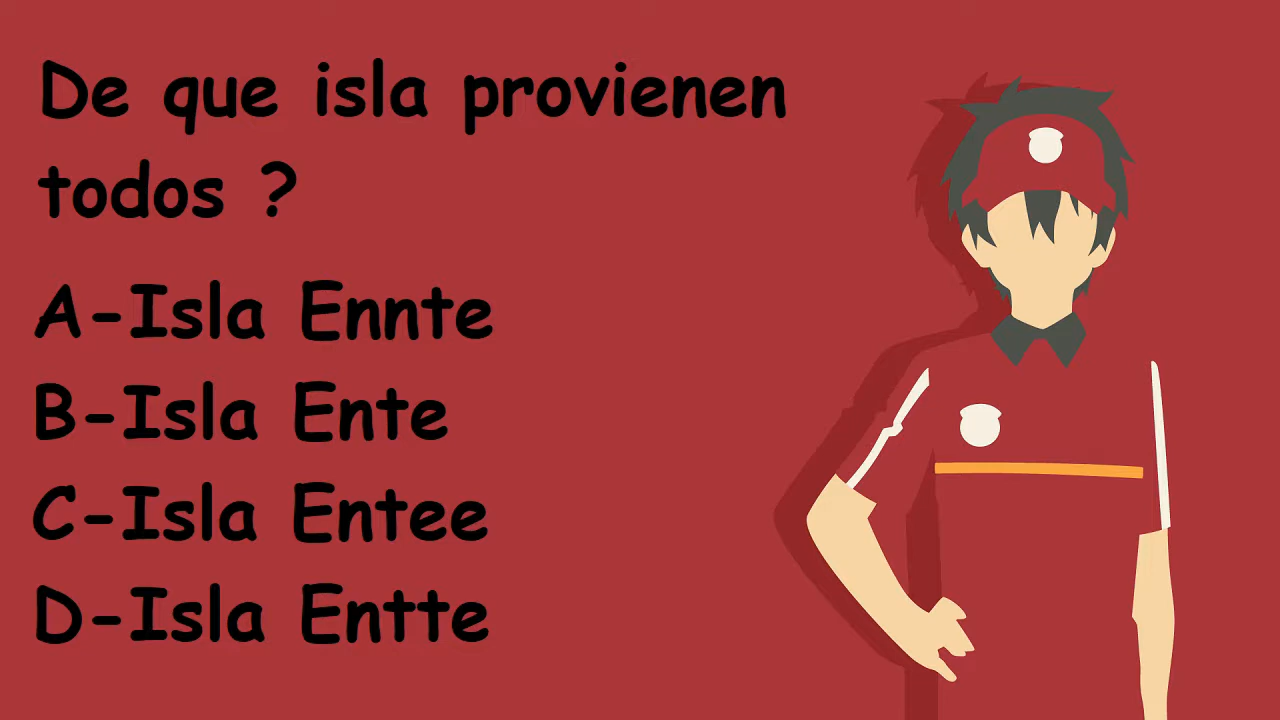 De que isla provienen
todos ?
A-Isla Ennte
B-Isla Ente
C-Isla Entee
D-Isla Entte